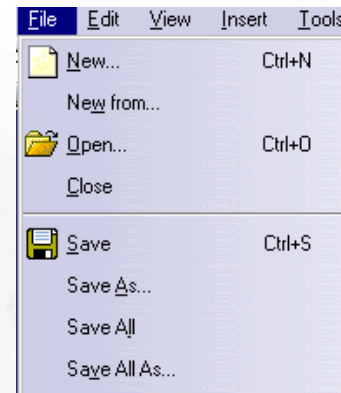 File Edit View Insert Tools
New... Ctrl+N
New from...
Open... Ctrl+O
Close
Save Ctrl+S
Save As...
Save All
Save All As...